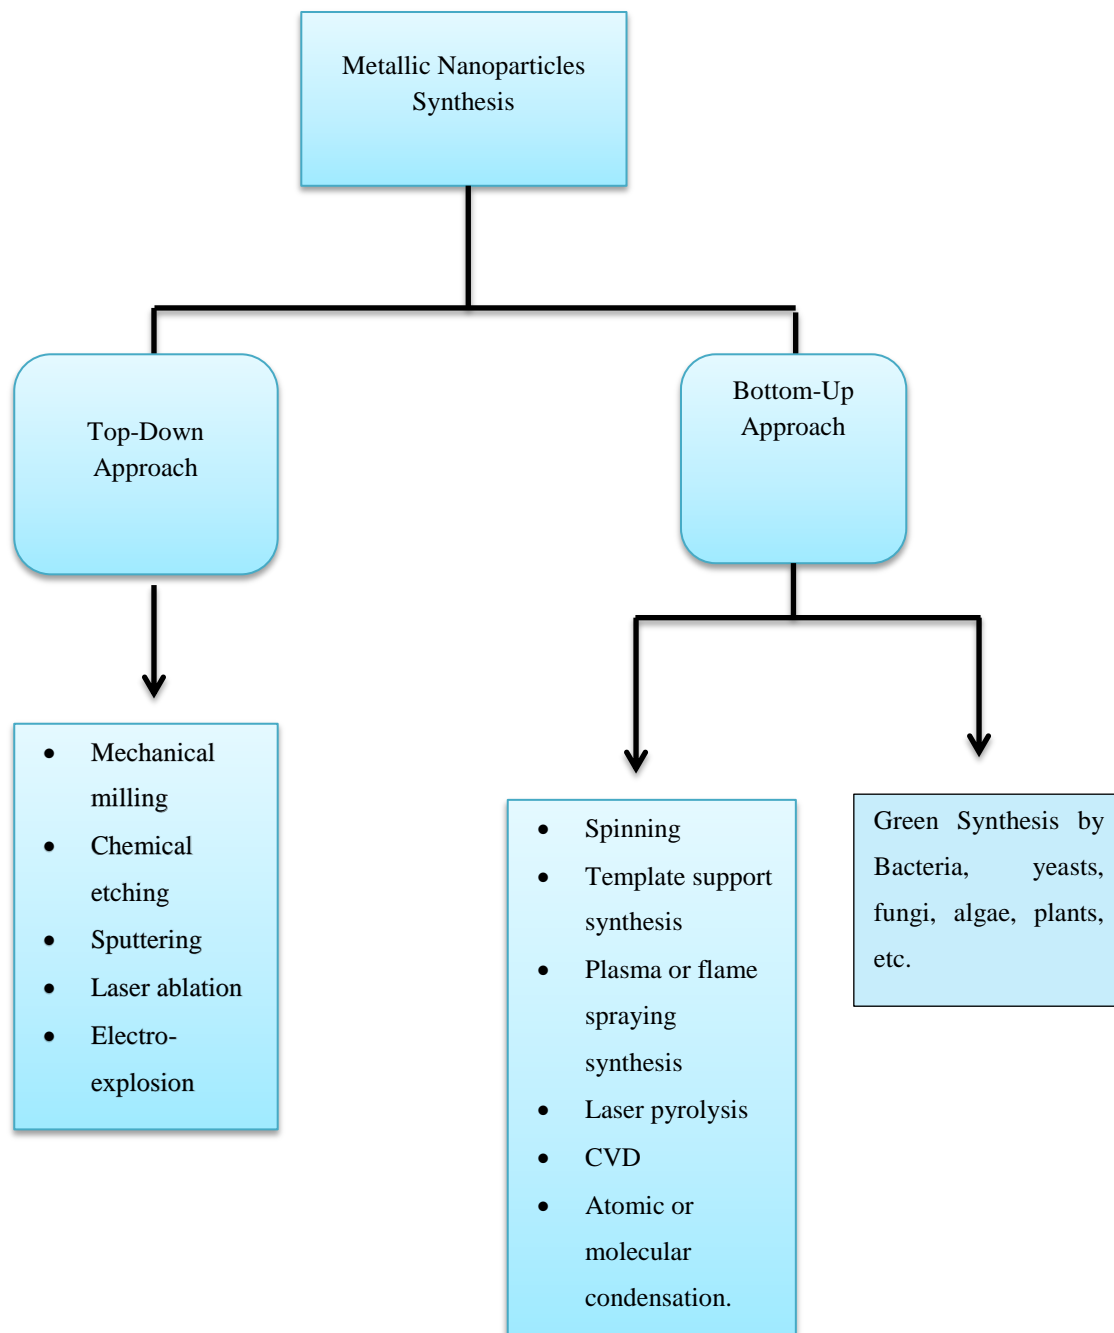 Metallic Nanoparticles
Synthesis
Top-Down
Approach
Bottom-Up
Approach
• Mechanical
milling
• Chemical
etching
• Sputtering
• Laser ablation
• Electro-
explosion
• Spinning
• Template support
synthesis
• Plasma or flame
spraying
synthesis
• Laser pyrolysis
• CVD
• Atomic or
molecular
condensation.
Green Synthesis by
Bacteria, yeasts,
fungi, algae, plants,
etc.